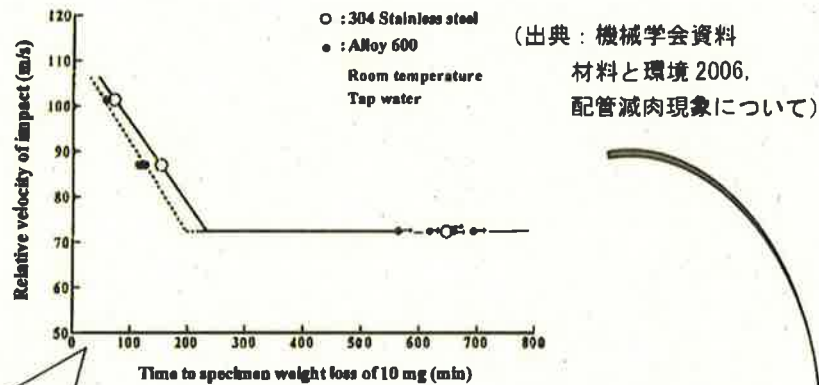 120
110
100
90
80
70
60
50
0
100
200
300
400
500
600
700
800
Relative velocity of impact (m/s)
Time to specimen weight loss of 10 mg (min)
○ : 304 Stainless steel
● : Alloy 600
Room temperature
Tap water
(出典：機械学会資料
材料と環境 2006,
配管減肉現象について)